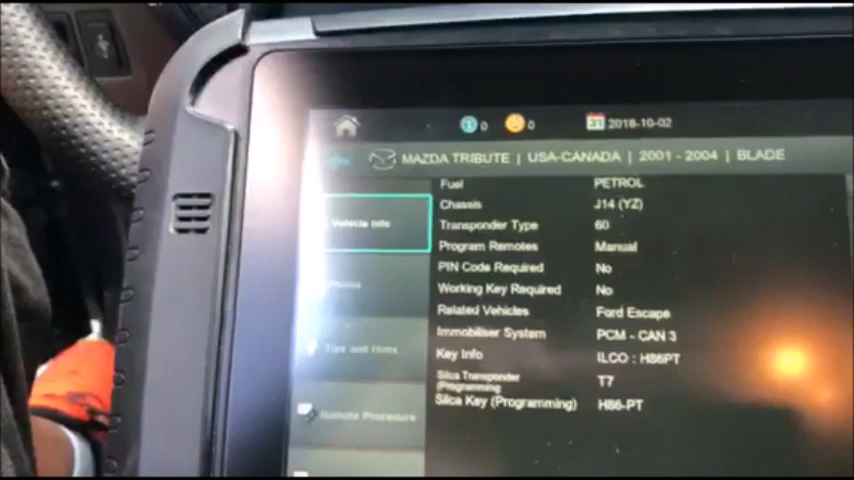 0 0 31 2018-10-02
MAZDA TRIBUTE | USA-CANADA | 2001 - 2004 | BLADE
Fuel PETROL
Chassis J14 (YZ)
Vehicle Info
Transponder Type 60
Program Remotes Manual
PIN Code Required No
Photos
Working Key Required No
Related Vehicles Ford Escape
Immobiliser System PCM - CAN 3
Tips and Hints
Key Info ILCO : H86PT
Silca Transponder (Programming T7
Silca Key (Programming) H86-PT
Remote Procedure